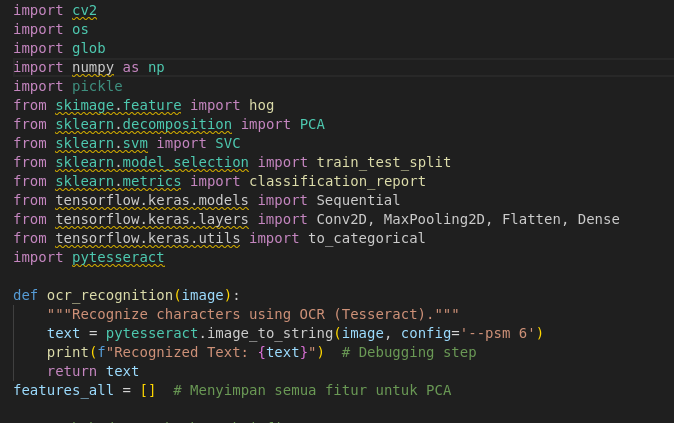 import cv2
import os
import glob
import numpy as np
import pickle
from skimage.feature import hog
from sklearn.decomposition import PCA
from sklearn.svm import SVC
from sklearn.model_selection import train_test_split
from sklearn.metrics import classification_report
from tensorflow.keras.models import Sequential
from tensorflow.keras.layers import Conv2D, MaxPooling2D, Flatten, Dense
from tensorflow.keras.utils import to_categorical
import pytesseract
def ocr_recognition(image):
    """Recognize characters using OCR (Tesseract)."""
    text = pytesseract.image_to_string(image, config='--psm 6')
    print(f"Recognized Text: {text}")  # Debugging step
    return text
features_all = []  # Menyimpan semua fitur untuk PCA